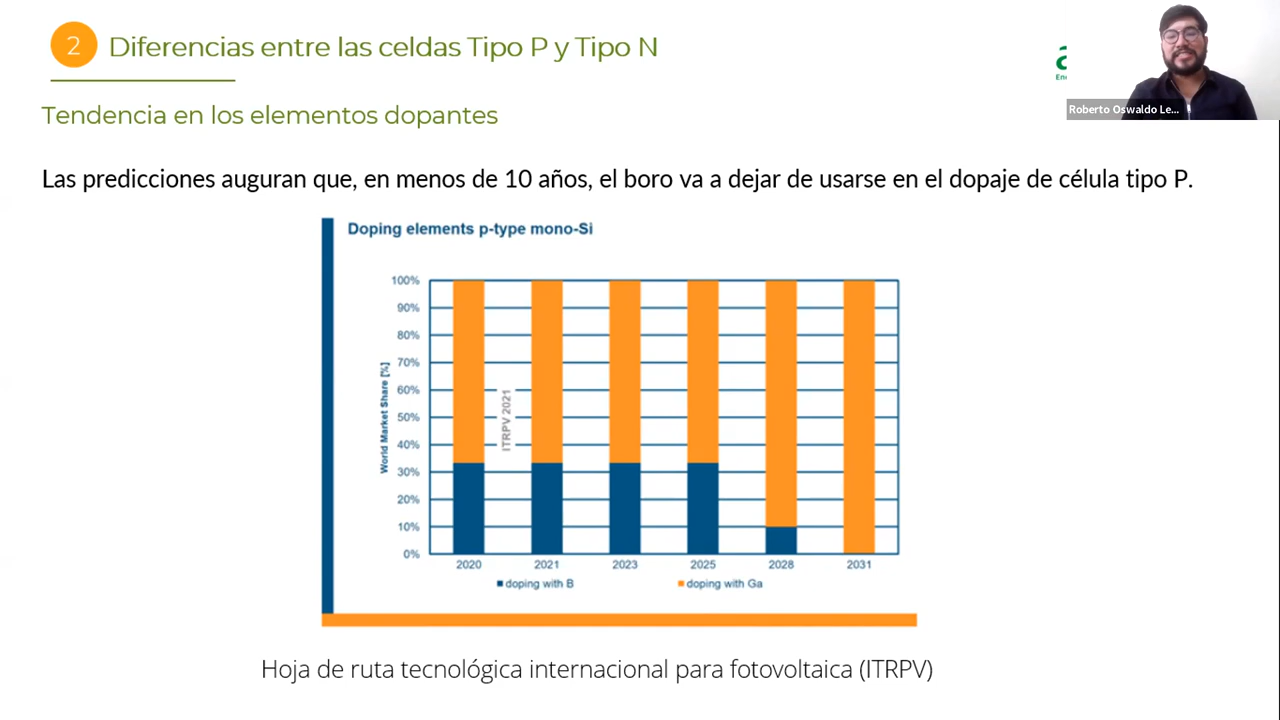 2
Diferencias entre las celdas Tipo P y Tipo N
Roberto Oswaldo Le...
Tendencia en los elementos dopantes
Las predicciones auguran que, en menos de 10 años, el boro va a dejar de usarse en el dopaje de célula tipo P.
Doping elements p-type mono-Si
World Market Share [%]
100%
90%
80%
70%
60%
50%
40%
30%
20%
10%
0%
ITRPV 2021
2020 2021 2023 2025 2028 2031
doping with B doping with Ga
Hoja de ruta tecnológica internacional para fotovoltaica (ITRPV)